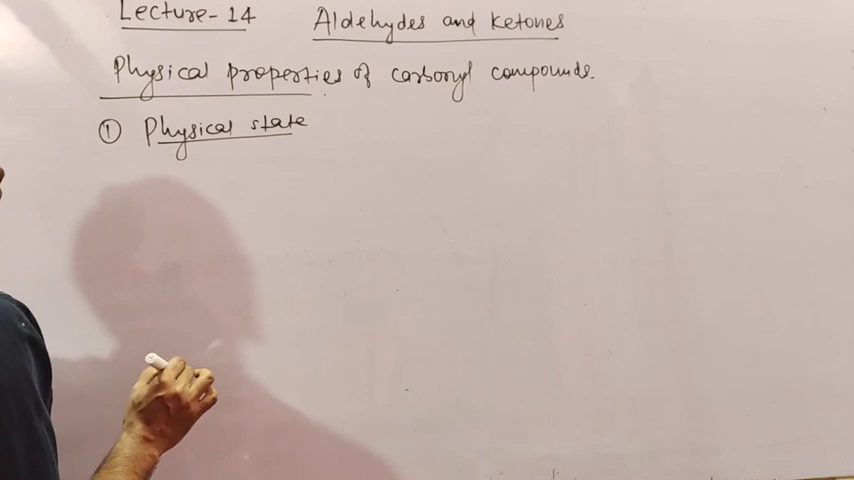 Lecture-14 Aldehydes and Ketones
Physical properties of carbonyl compounds.
① Physical state